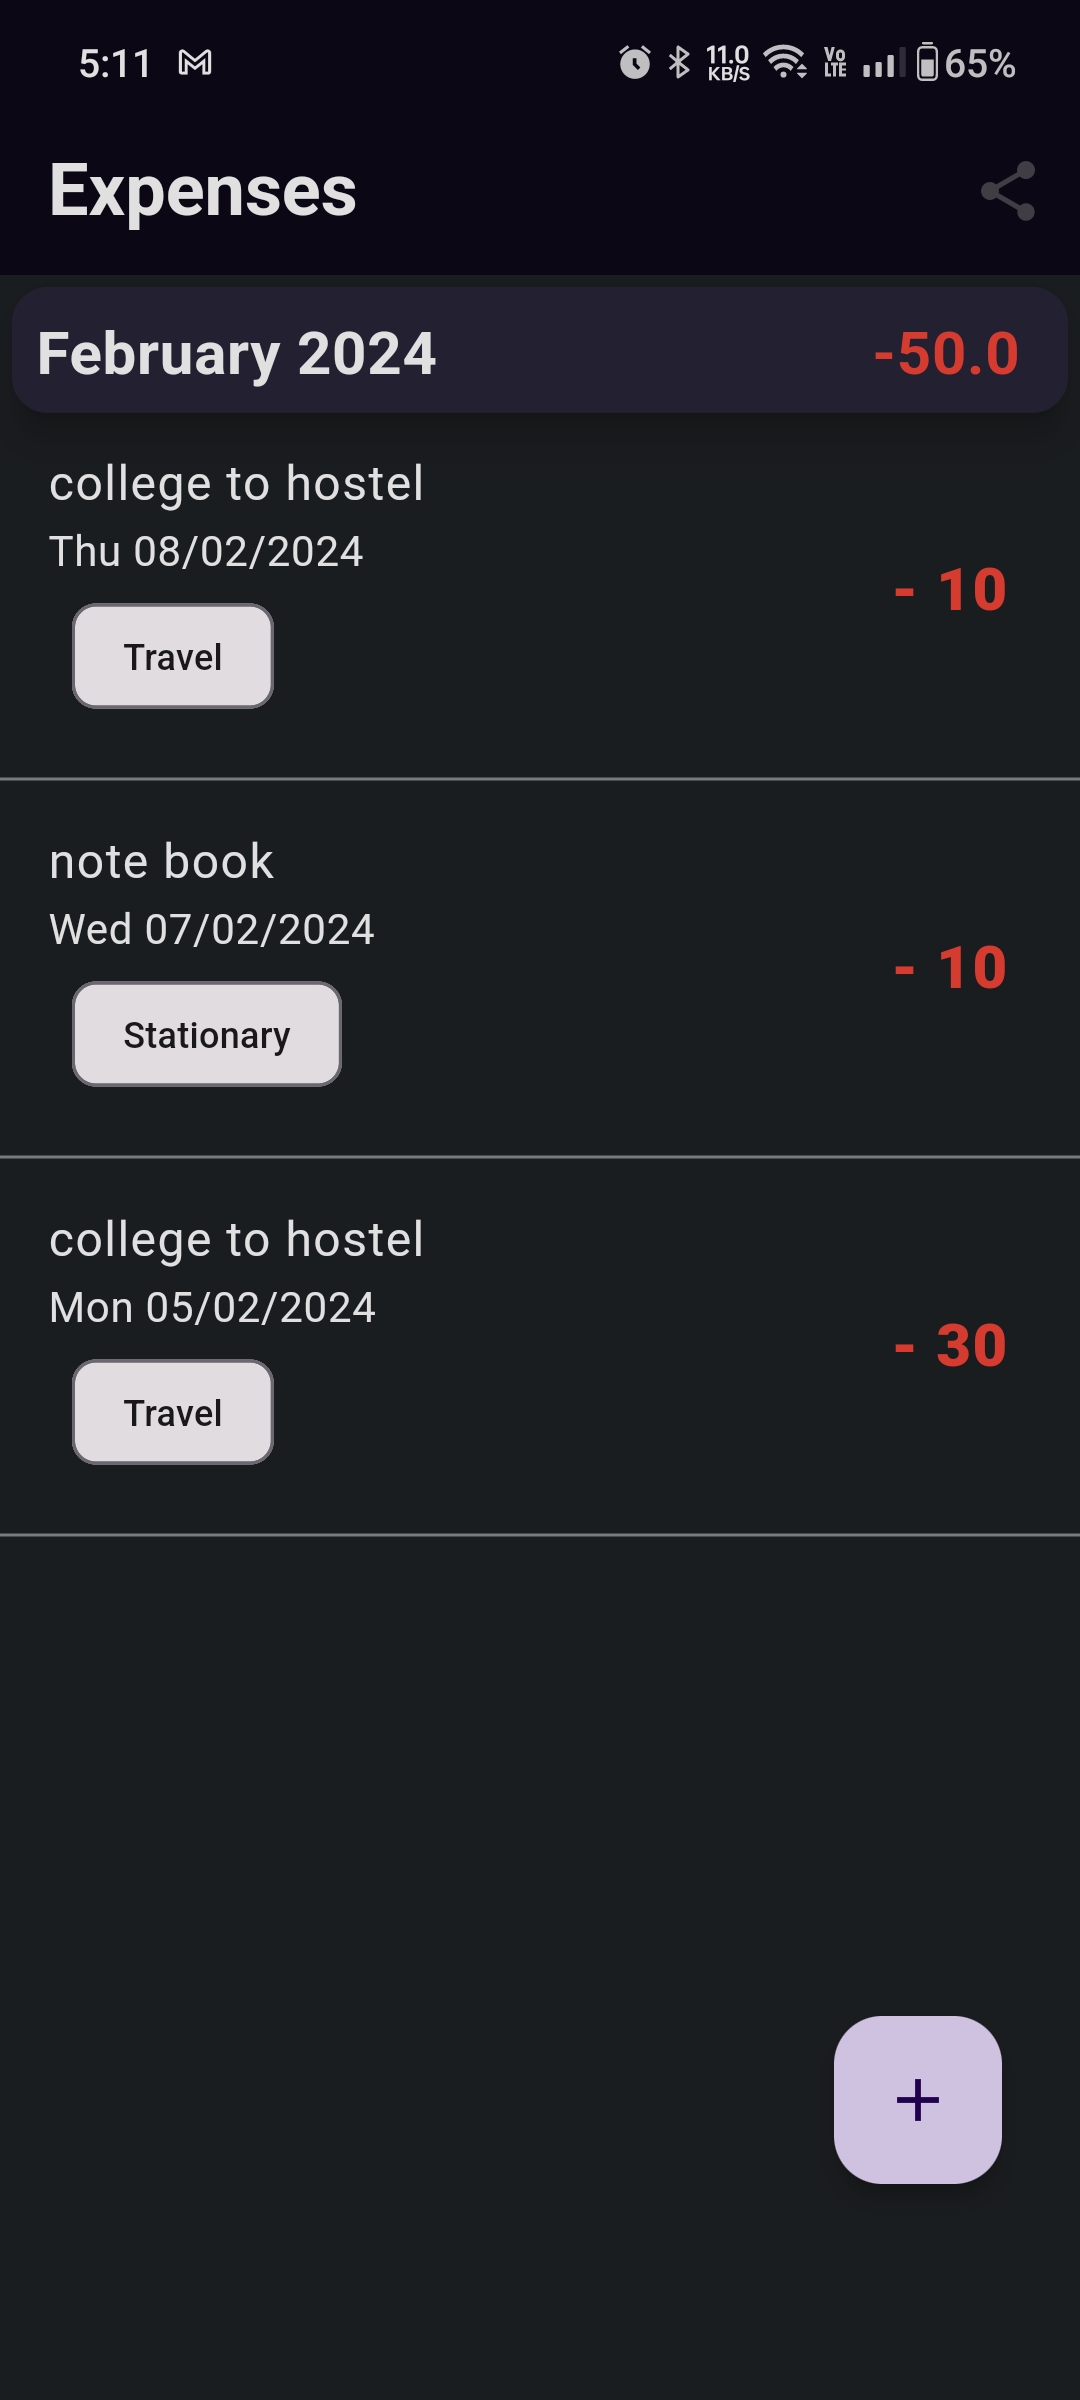 5:11 11.0 KB/S Vo LTE 65%
Expenses
February 2024 -50.0
college to hostel
Thu 08/02/2024
- 10
Travel
note book
Wed 07/02/2024
- 10
Stationary
college to hostel
Mon 05/02/2024
- 30
Travel
+